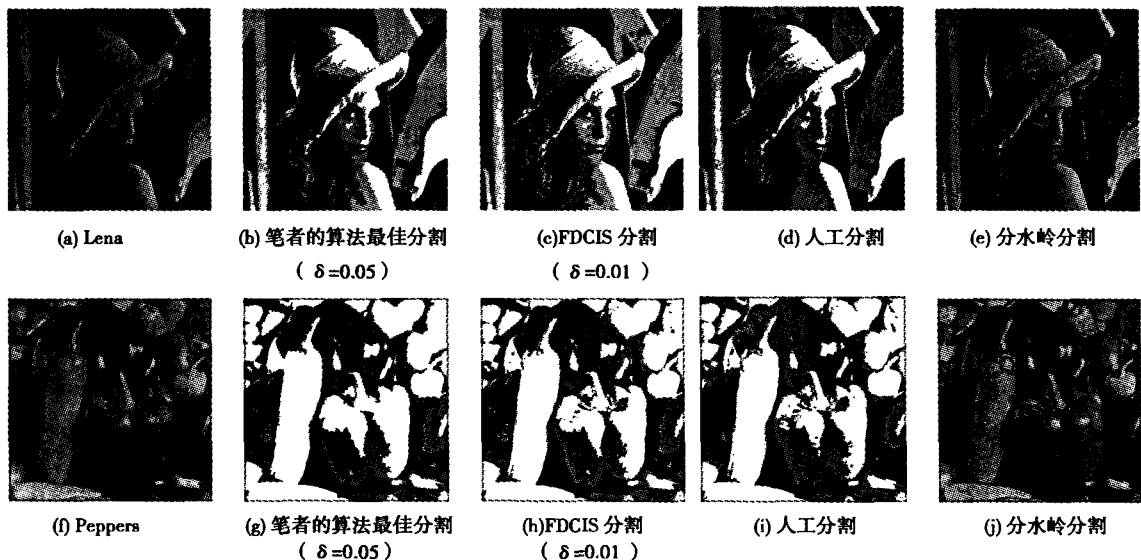 (a) Lena
(b) 笔者的算法最佳分割
( δ=0.05 )
(c)FDCIS 分割
( δ=0.01 )
(d) 人工分割
(e) 分水岭分割
(f) Peppers
(g) 笔者的算法最佳分割
( δ=0.05 )
(h)FDCIS 分割
( δ=0.01 )
(i) 人工分割
(j) 分水岭分割